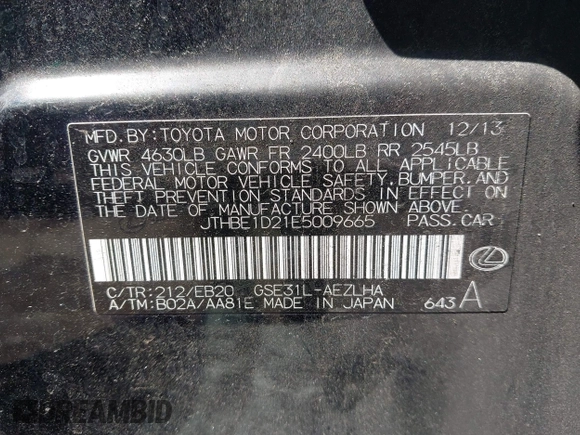 MFD. BY: TOYOTA MOTOR CORPORATION 12/13
GVWR 4630LB GAWR FR 2400LB RR 2545LB
THIS VEHICLE CONFORMS TO ALL APPLICABLE
FEDERAL MOTOR VEHICLE SAFETY, BUMPER, AND
THEFT PREVENTION STANDARDS IN EFFECT ON
THE DATE OF MANUFACTURE SHOWN ABOVE.
JTHBE1D21E5009665 PASS. CAR
C/TR: 212/EB20 GSE31L-AEZLHA
A/TM: B02A/AA81E MADE IN JAPAN 643 A
DREAMBID